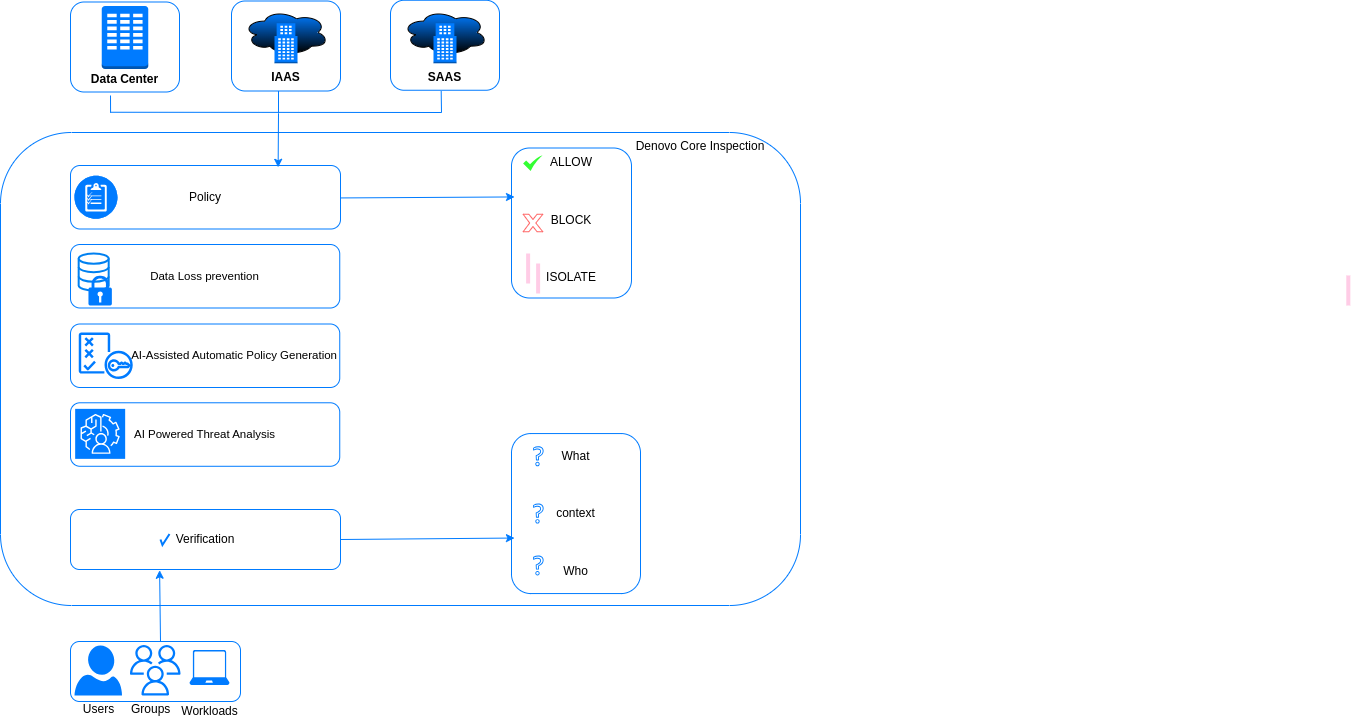 Data Center
IAAS
SAAS
Denovo Core Inspection
Policy
ALLOW
BLOCK
ISOLATE
Data Loss prevention
AI-Assisted Automatic Policy Generation
AI Powered Threat Analysis
Verification
What
context
Who
Users
Groups
Workloads